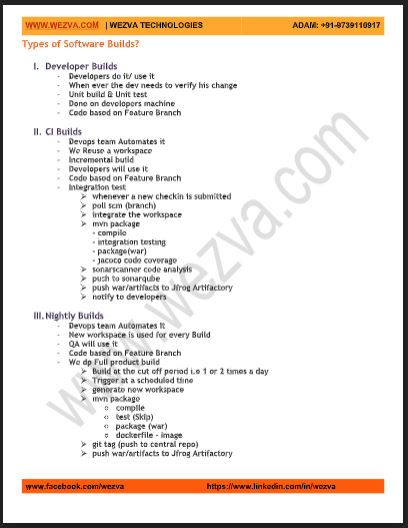 WWW.WEZVA.COM | WEZVA TECHNOLOGIES ADAM: +91-9739110917
Types of Software Builds?
I. Developer Builds
- Developers do it/ use it
- When ever the dev needs to verify his change
- Unit build & Unit test
- Done on developers machine
- Code based on Feature Branch
II. CI Builds
- Devops team Automates it
- We Reuse a workspace
- Incremental build
- Developers will use it
- Code based on Feature Branch
- Integration test
➢ whenever a new checkin is submitted
➢ poll scm (branch)
➢ integrate the workspace
➢ mvn package
- compile
- integration testing
- package(war)
- jacoco code coverage
➢ sonarscanner code analysis
➢ push to sonarqube
➢ push war/artifacts to Jfrog Artifactory
➢ notify to developers
III. Nightly Builds
- Devops team Automates it
- New workspace is used for every Build
- QA will use it
- Code based on Feature Branch
- We dp Full product build
➢ Build at the cut off period i.e 1 or 2 times a day
➢ Trigger at a scheduled time
➢ generate new workspace
➢ mvn package
o compile
o test (Skip)
o package (war)
o dockerfile - image
➢ git tag (push to central repo)
➢ push war/artifacts to Jfrog Artifactory
www.wezva.com
www.facebook.com/wezva https://www.linkedin.com/in/wezva